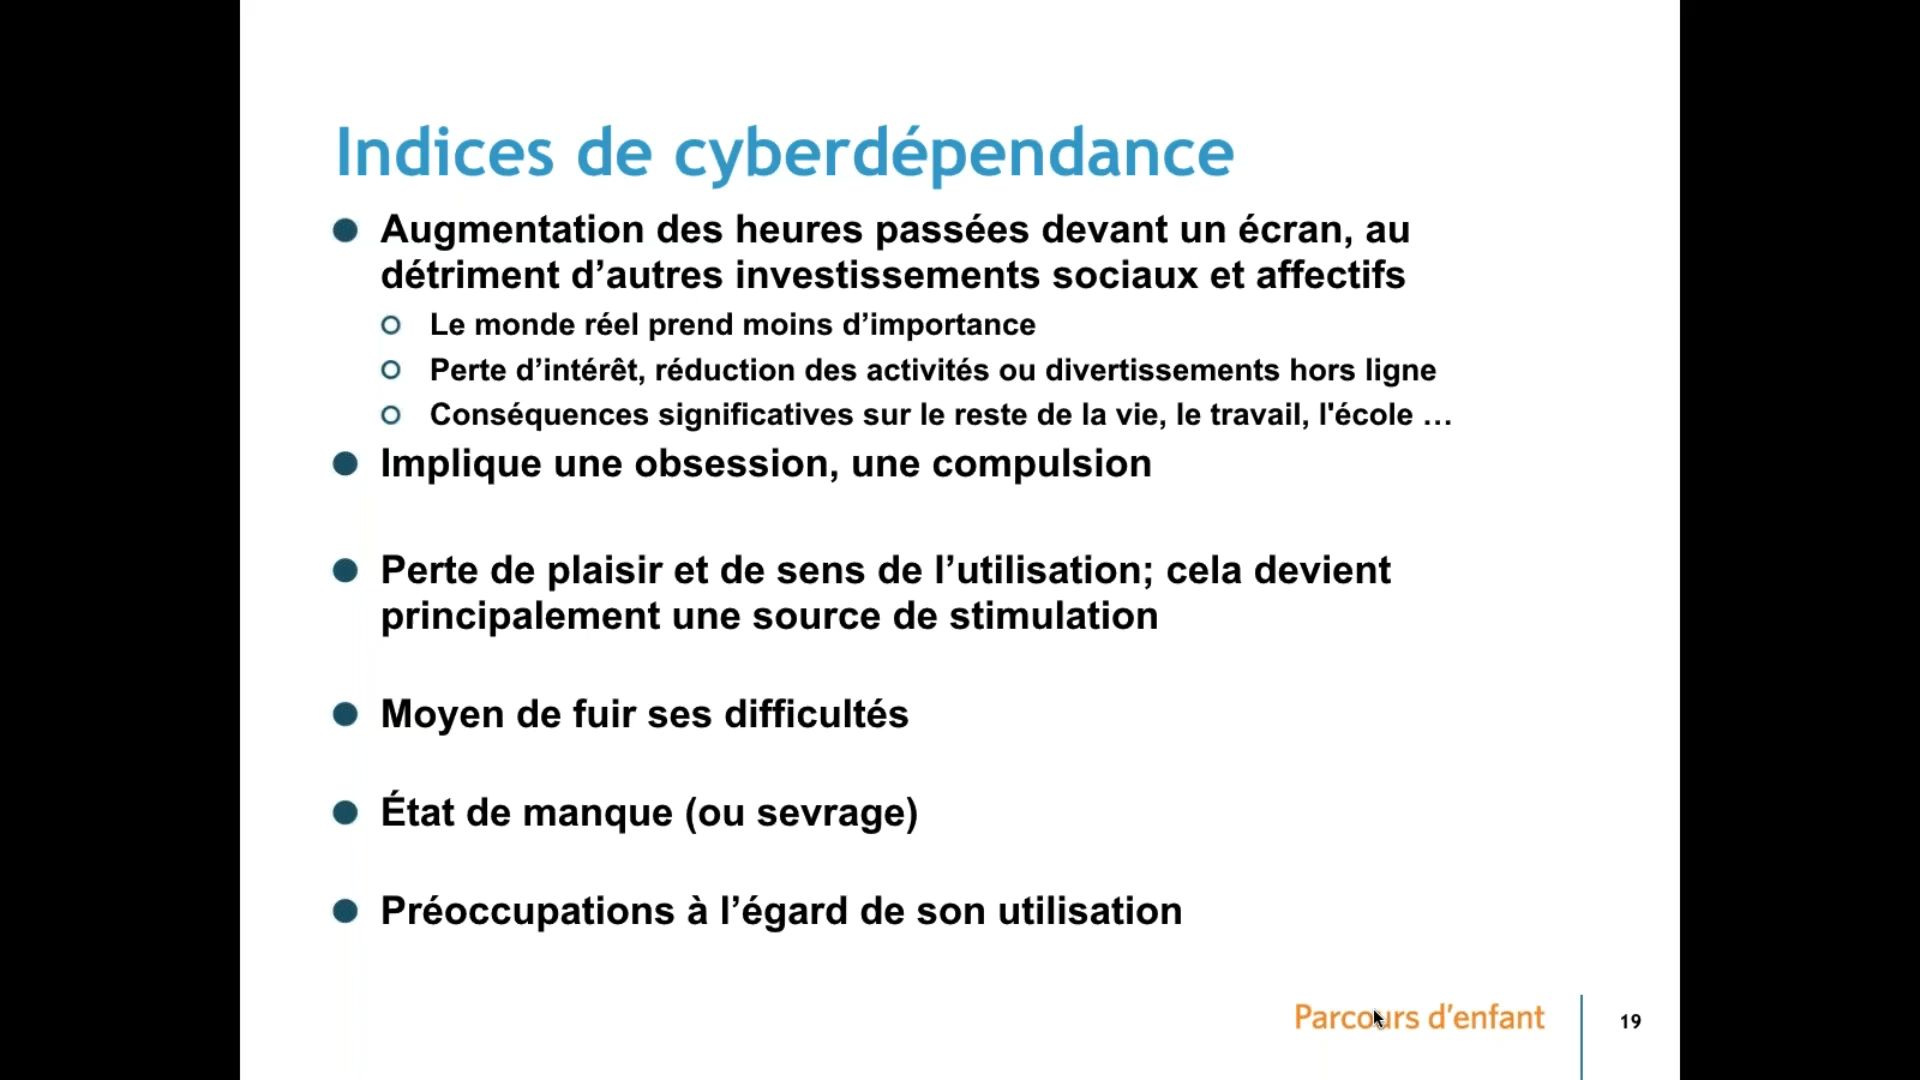 Indices de cyberdépendance
Augmentation des heures passées devant un écran, au
détriment d’autres investissements sociaux et affectifs
Le monde réel prend moins d’importance
Perte d’intérêt, réduction des activités ou divertissements hors ligne
Conséquences significatives sur le reste de la vie, le travail, l'école …
Implique une obsession, une compulsion
Perte de plaisir et de sens de l’utilisation; cela devient
principalement une source de stimulation
Moyen de fuir ses difficultés
État de manque (ou sevrage)
Préoccupations à l’égard de son utilisation
Parcours d’enfant
19